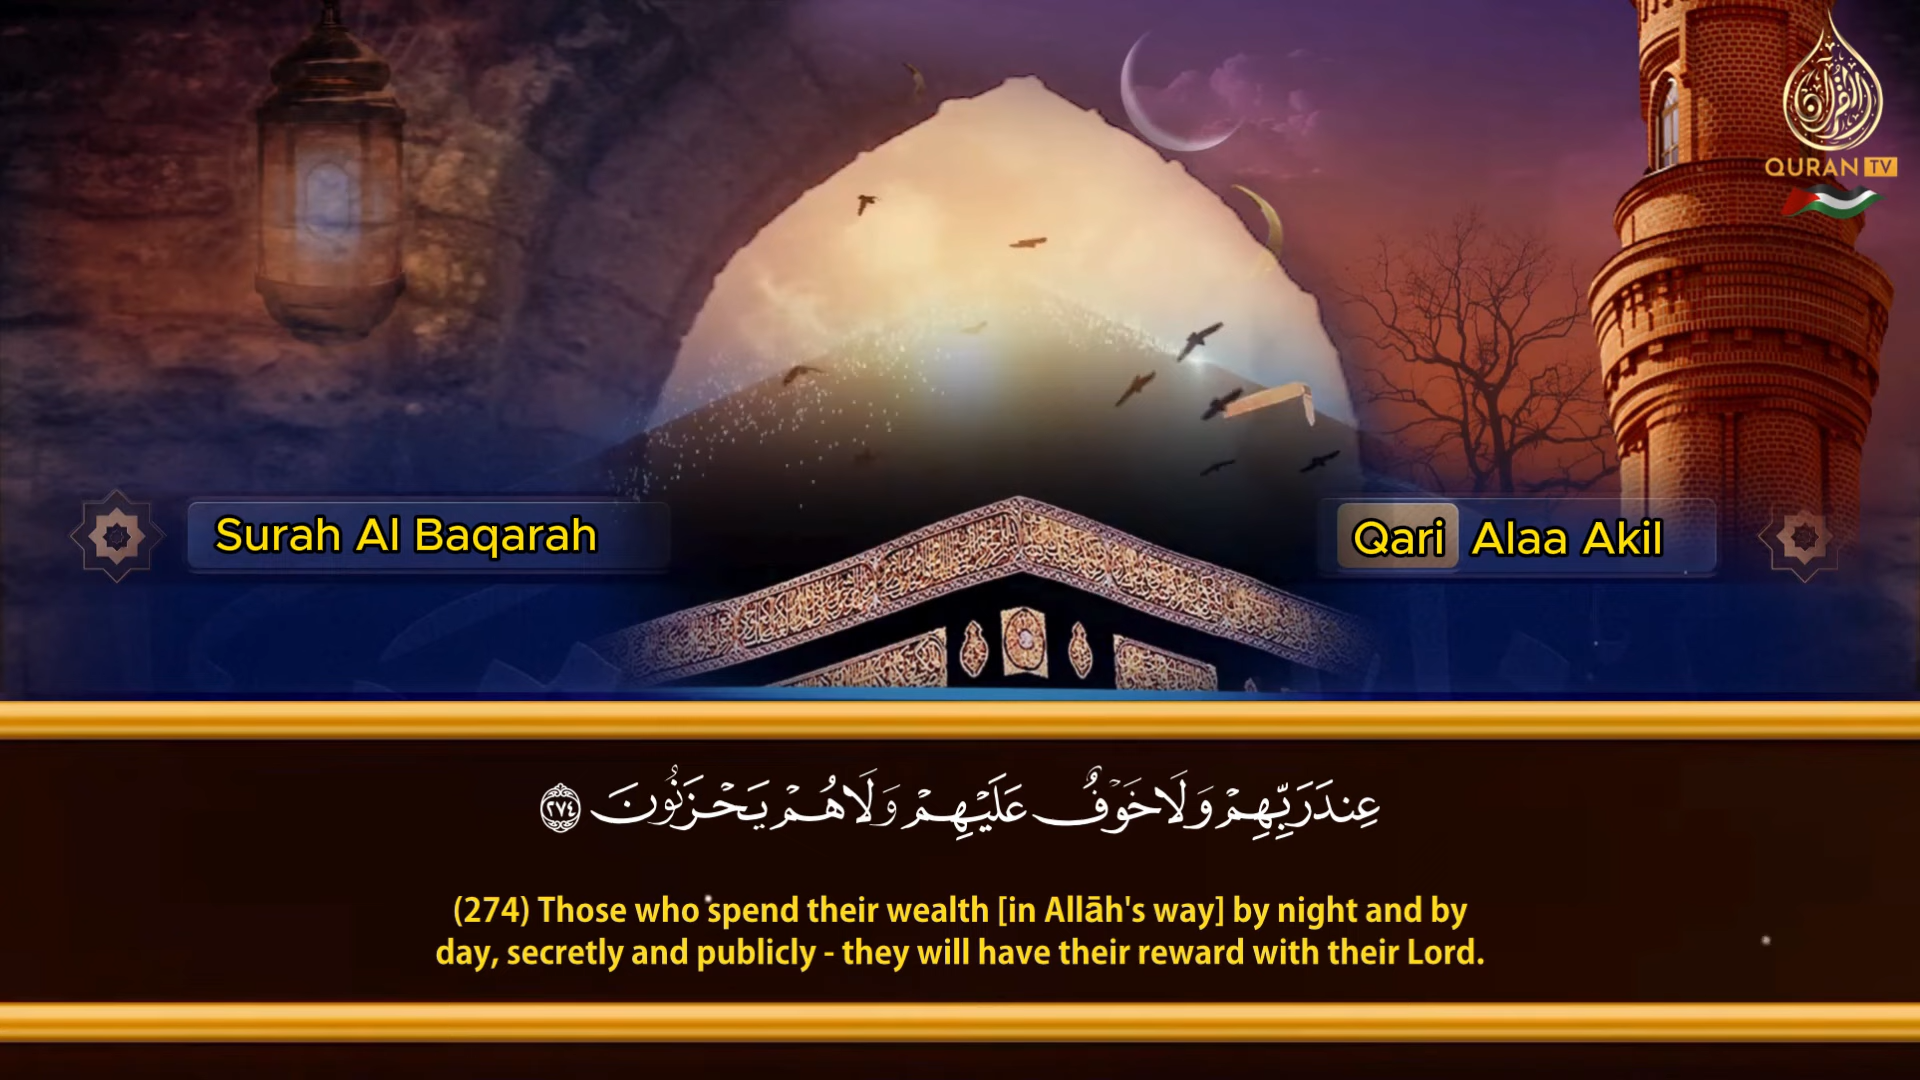 القرآن
QURAN TV
Surah Al Baqarah
Qari Alaa Akil
عِندَ رَبِّهِمْ وَلَا خَوْفٌ عَلَيْهِمْ وَلَا هُمْ يَحْزَنُونَ ٢٧٤
(274) Those who spend their wealth [in Allāh's way] by night and by
day, secretly and publicly - they will have their reward with their Lord.